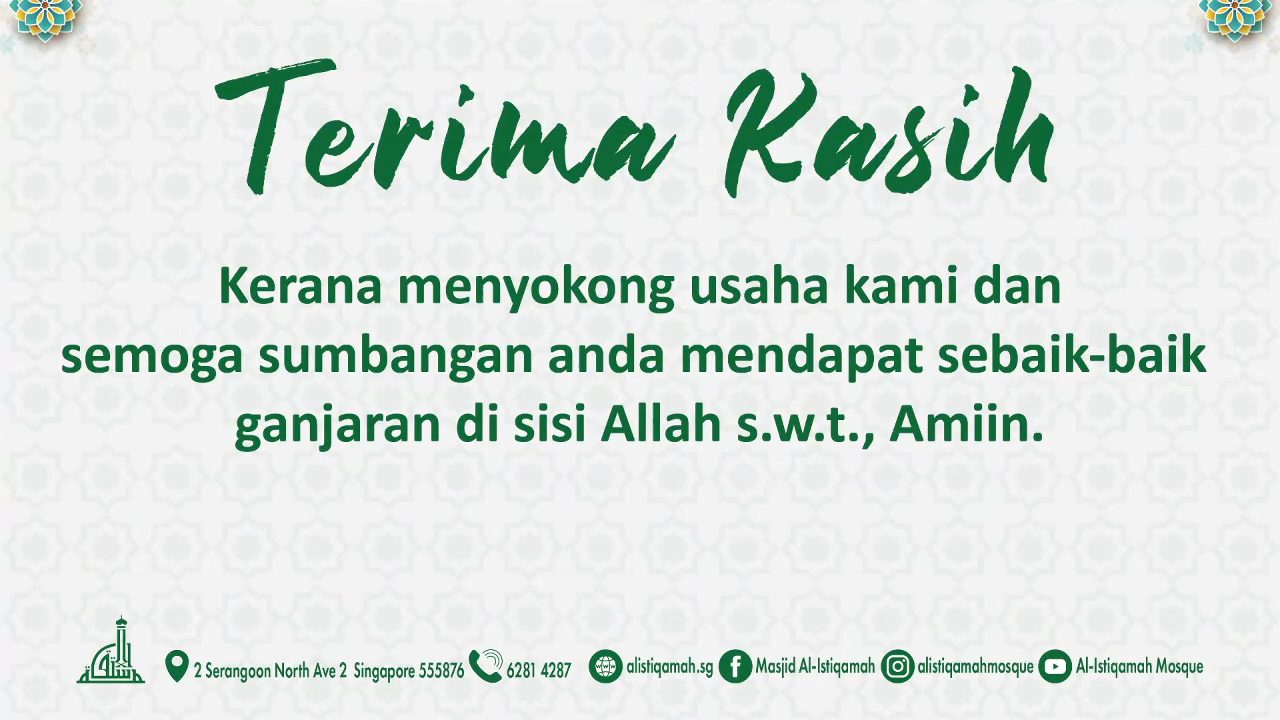 Terima Kasih
Kerana menyokong usaha kami dan
semoga sumbangan anda mendapat sebaik-baik
ganjaran di sisi Allah s.w.t., Amiin.
2 Serangoon North Ave 2 Singapore 555876 6281 4287 alistiqamah.sg Masjid Al-Istiqamah alistiqamahmosque Al-Istiqamah Mosque